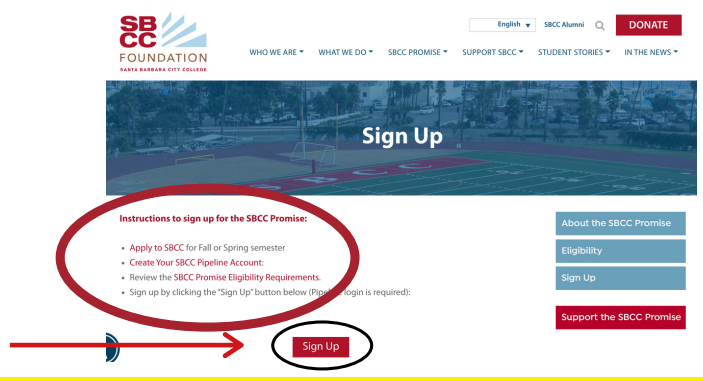 SB
CC
FOUNDATION
SANTA BARBARA CITY COLLEGE
English
SBCC Alumni
DONATE
WHO WE ARE
WHAT WE DO
SBCC PROMISE
SUPPORT SBCC
STUDENT STORIES
IN THE NEWS
Sign Up
S B C C
Instructions to sign up for the SBCC Promise:
• Apply to SBCC for Fall or Spring semester
• Create Your SBCC Pipeline Account:
• Review the SBCC Promise Eligibility Requirements.
• Sign up by clicking the "Sign Up" button below (Pipeline login is required):
Sign Up
About the SBCC Promise
Eligibility
Sign Up
Support the SBCC Promise